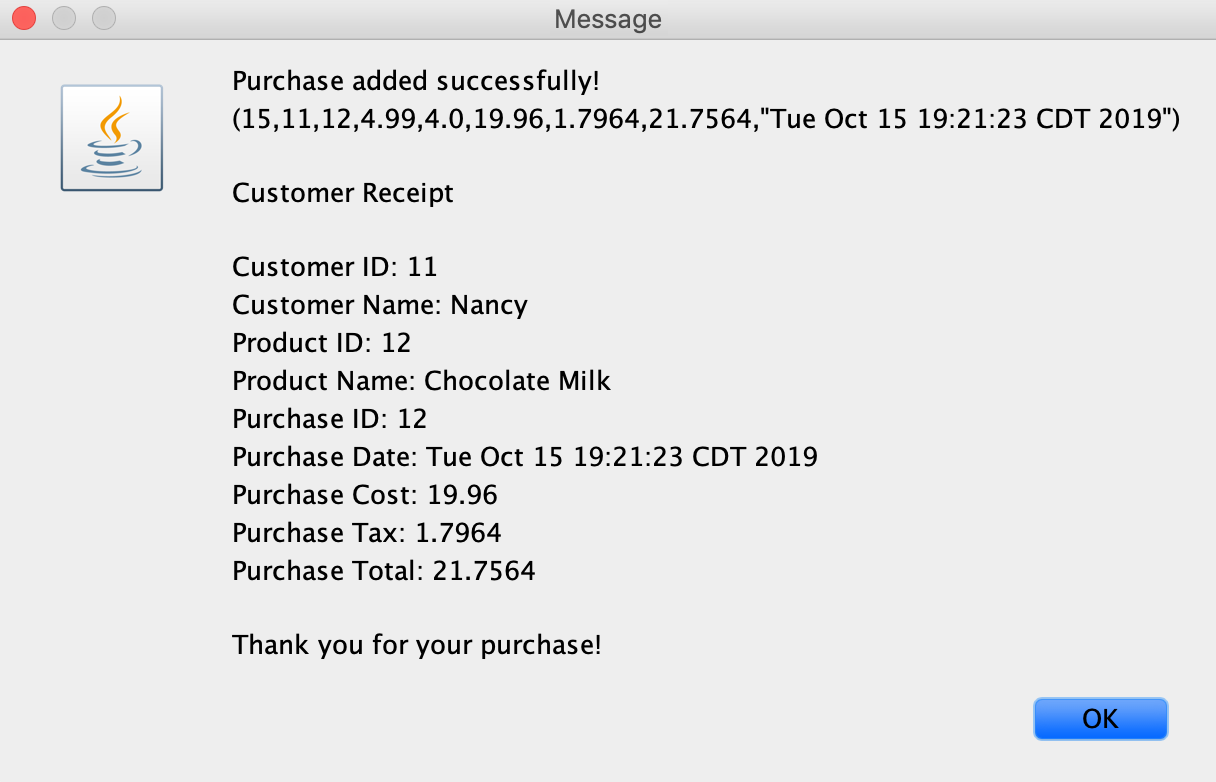 Message
Purchase added successfully!
(15,11,12,4.99,4.0,19.96,1.7964,21.7564,"Tue Oct 15 19:21:23 CDT 2019")
Customer Receipt
Customer ID: 11
Customer Name: Nancy
Product ID: 12
Product Name: Chocolate Milk
Purchase ID: 12
Purchase Date: Tue Oct 15 19:21:23 CDT 2019
Purchase Cost: 19.96
Purchase Tax: 1.7964
Purchase Total: 21.7564
Thank you for your purchase!
OK